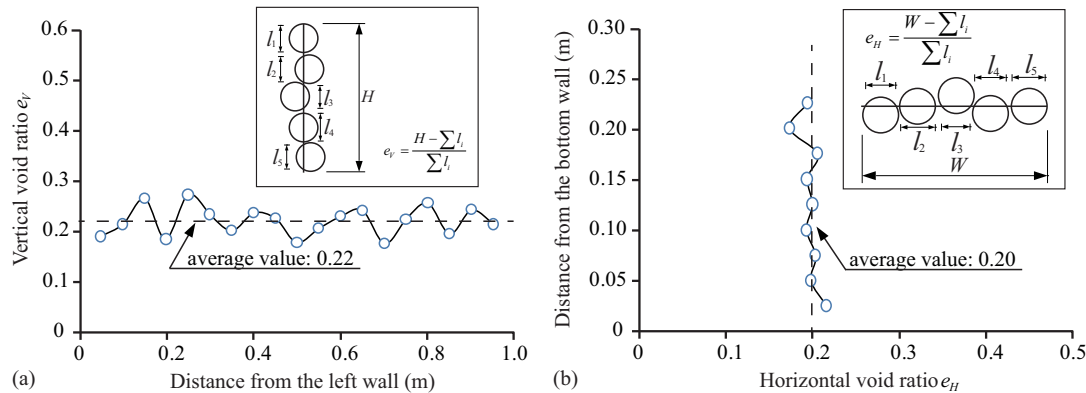 0.6
0.5
0.4
0.3
0.2
0.1
0
Vertical void ratio e_V
l_1
l_2
l_3
l_4
l_5
H
e_V = (H − ∑ l_i) / (∑ l_i)
average value: 0.22
0 0.2 0.4 0.6 0.8 1.0
(a) Distance from the left wall (m)
0.30
0.25
0.20
0.15
0.10
0.05
0
Distance from the bottom wall (m)
e_H = (W − ∑ l_i) / (∑ l_i)
l_1 l_4 l_5
l_2 l_3
W
average value: 0.20
0 0.1 0.2 0.3 0.4 0.5
(b) Horizontal void ratio e_H